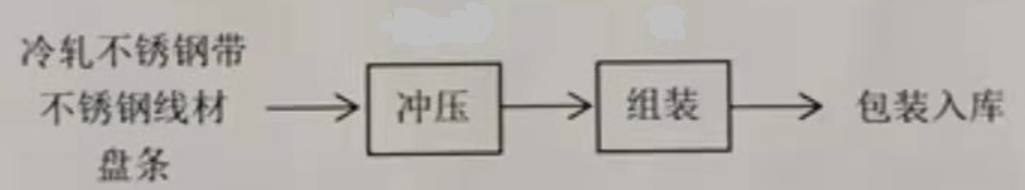 冷轧不锈钢带
不锈钢线材
盘条
冲压
组装
包装入库